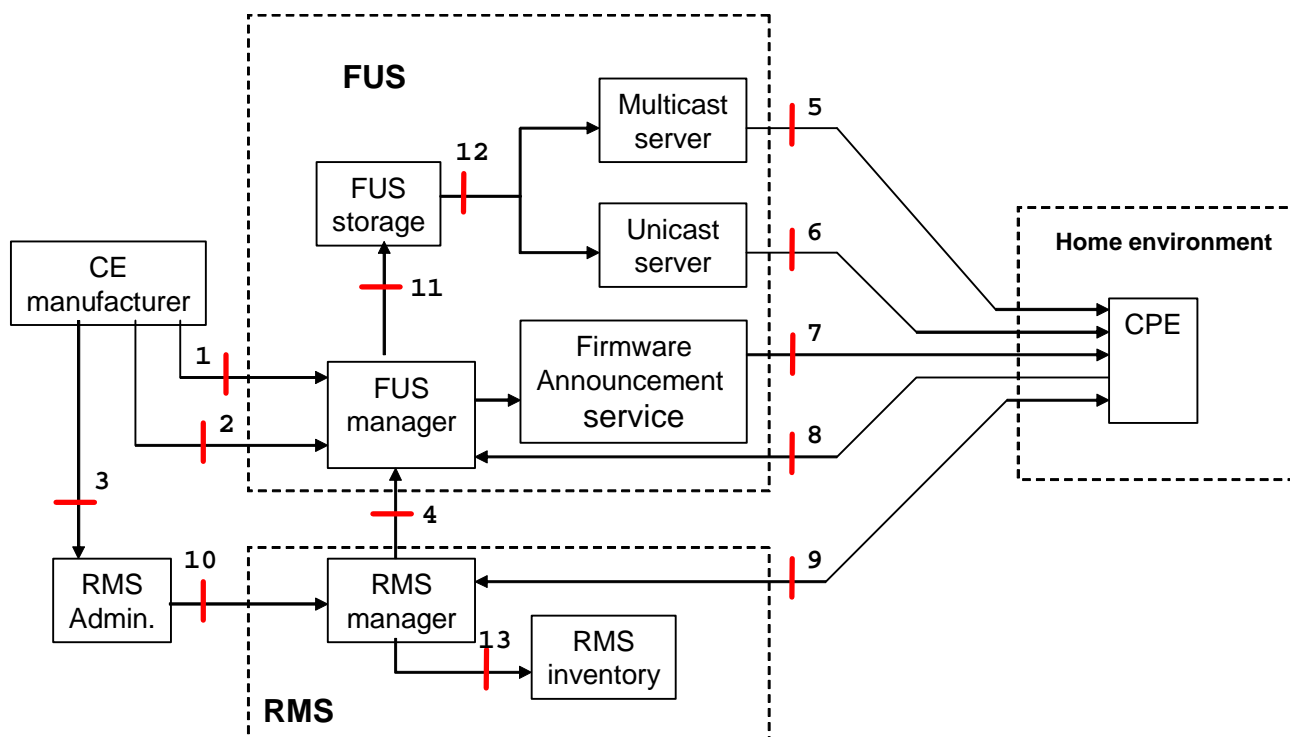 FUS
Multicast
server
5
12
FUS
storage
Unicast
server
6
Home environment
CE
manufacturer
11
CPE
7
Firmware
Announcement
service
1
FUS
manager
2
8
3
4
10
9
RMS
Admin.
RMS
manager
13
RMS
inventory
RMS